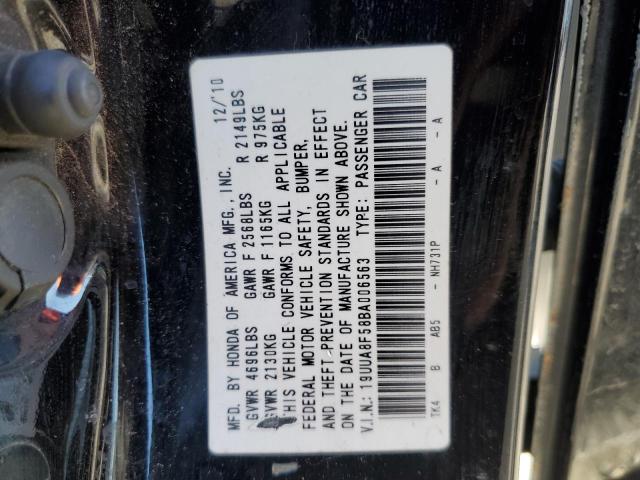 MFD. BY HONDA OF AMERICA MFG., INC. 12/'10
GVWR 4696LBS GAWR F 2568LBS R 2149LBS
GVWR 2130KG GAWR F 1165KG R 975KG
THIS VEHICLE CONFORMS TO ALL APPLICABLE
FEDERAL MOTOR VEHICLE SAFETY, BUMPER,
AND THEFT PREVENTION STANDARDS IN EFFECT
ON THE DATE OF MANUFACTURE SHOWN ABOVE.
V.I.N.: 19UUA8F58BA006563 TYPE: PASSENGER CAR
TK4 B AB5 - NH731P - A - A